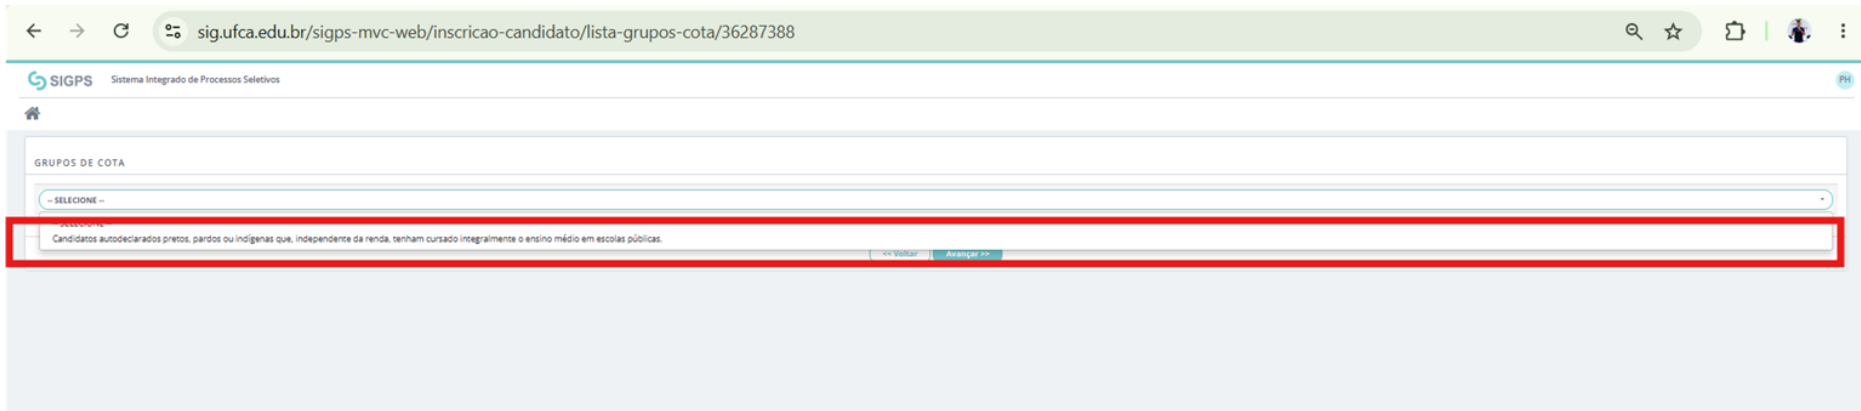 sig.ufca.edu.br/sigps-mvc-web/inscricao-candidato/lista-grupos-cota/36287388
SIGPS Sistema Integrado de Processos Seletivos PH
GRUPOS DE COTA
-- SELECIONE --
-- SELECIONE --
Candidatos autodeclarados pretos, pardos ou indígenas que, independente da renda, tenham cursado integralmente o ensino médio em escolas públicas.
<< Voltar Avançar >>